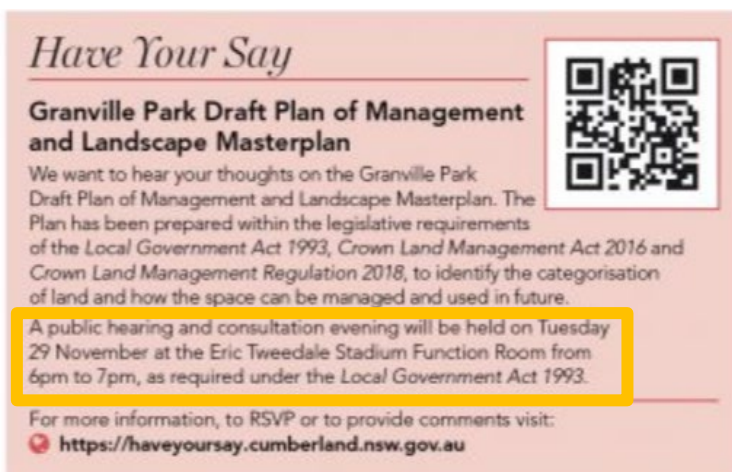 Have Your Say
Granville Park Draft Plan of Management
and Landscape Masterplan
We want to hear your thoughts on the Granville Park
Draft Plan of Management and Landscape Masterplan. The
Plan has been prepared within the legislative requirements
of the Local Government Act 1993, Crown Land Management Act 2016 and
Crown Land Management Regulation 2018, to identify the categorisation
of land and how the space can be managed and used in future.
A public hearing and consultation evening will be held on Tuesday
29 November at the Eric Tweedale Stadium Function Room from
6pm to 7pm, as required under the Local Government Act 1993.
For more information, to RSVP or to provide comments visit:
https://haveyoursay.cumberland.nsw.gov.au